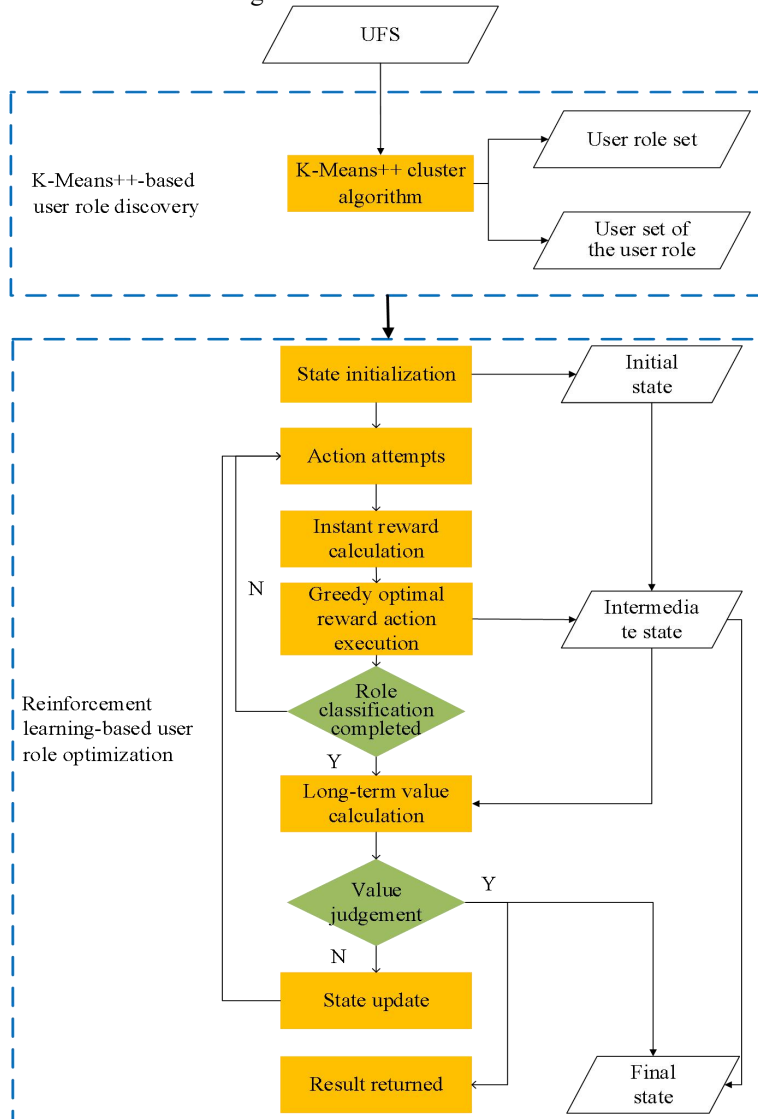 UFS
K-Means++-based
user role discovery
K-Means++ cluster
algorithm
User role set
User set of
the user role
State initialization
Initial
state
Action attempts
Instant reward
calculation
N
Greedy optimal
reward action
execution
Intermedia
te state
Role
classification
completed
Reinforcement
learning-based user
role optimization
Y
Long-term value
calculation
Value
judgement
Y
N
State update
Result returned
Final
state